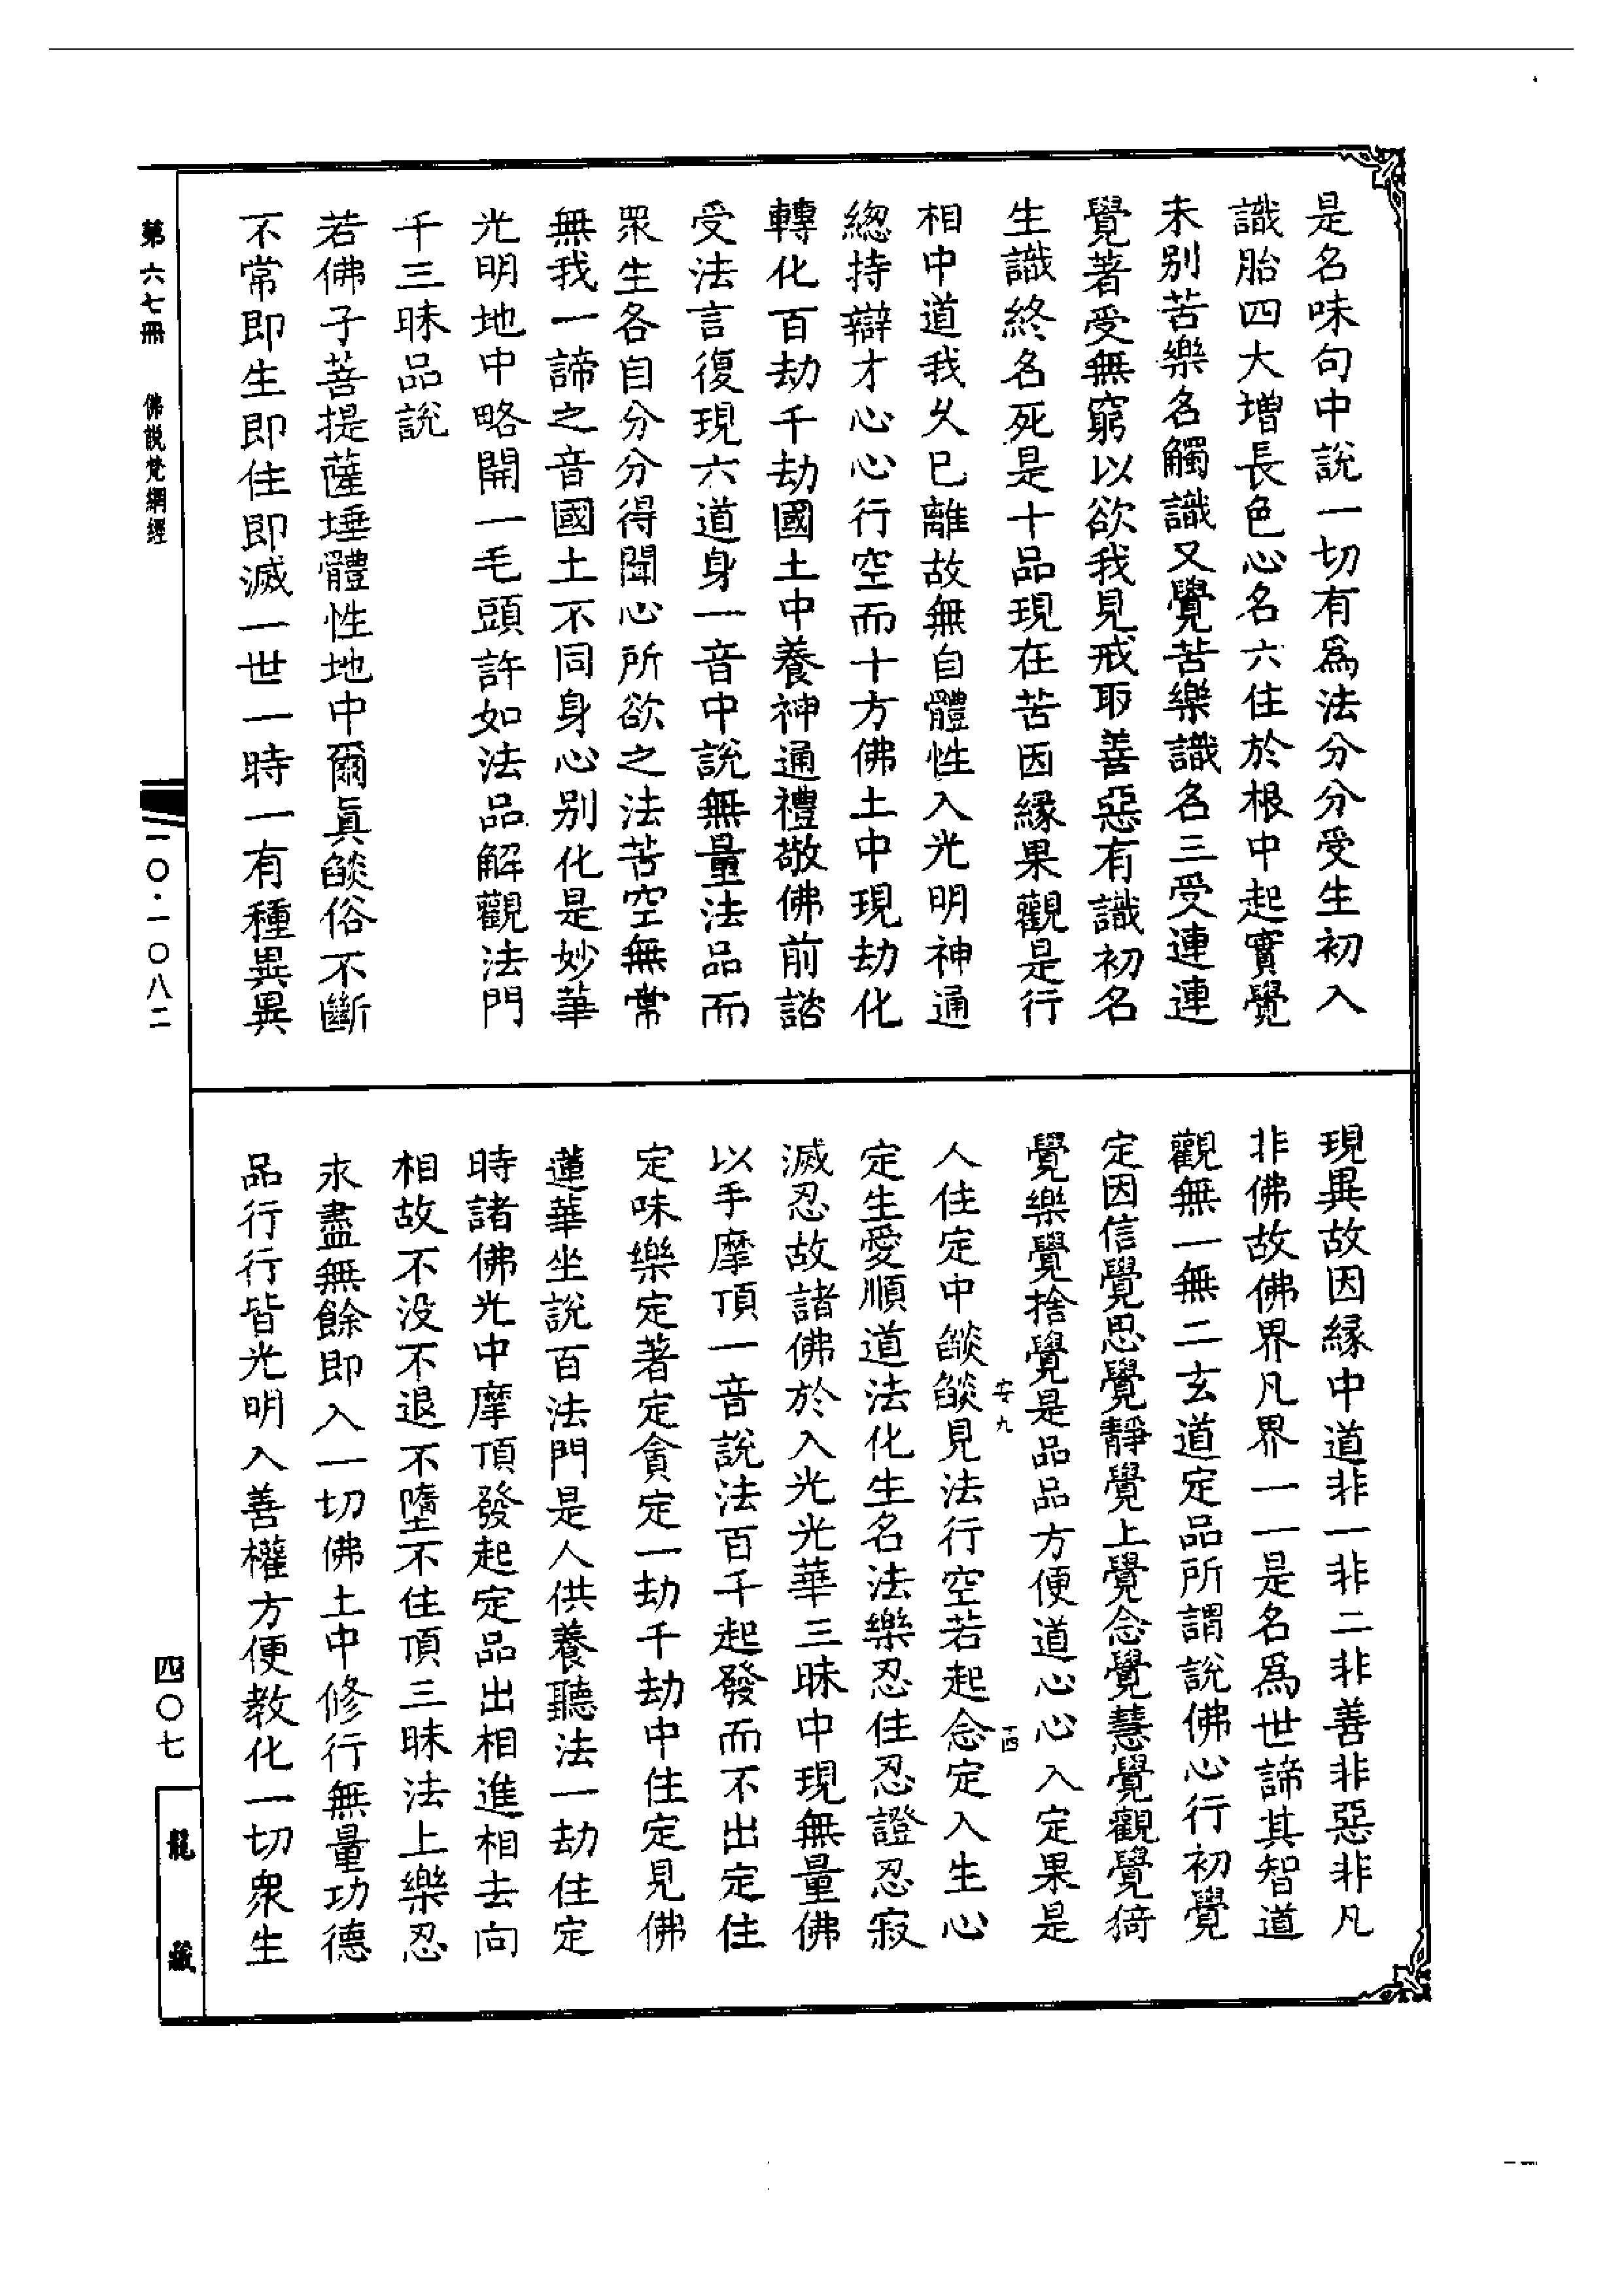 是名味句中說一切有爲法分分受生初入
識胎四大增長色心名六住於根中起實覺
未别苦樂名觸識又覺苦樂識名三受連連
覺著受無窮以欲我見戒取善惡有識初名
生識終名死是十品現在苦因緣果觀是行
相中道我久已離故無自體性入光明神通
緫持辯才心心行空而十方佛土中現劫化
轉化百劫千劫國土中養神通禮敬佛前諮
受法言復現六道身一音中說無量法品而
衆生各自分分得聞心所欲之法苦空無常
無我一諦之音國土不同身心别化是妙華
光明地中略開一毛頭許如法品解觀法門
千三昧品說
若佛子菩提薩埵體性地中爾眞燄俗不斷
不常即生即住即滅一世一時一有種異異
現異故因緣中道非一非二非善非惡非凡
非佛故佛界凡界一一是名爲世諦其智道
觀無一無二玄道定品所謂說佛心行初覺
定因信覺思覺靜覺上覺念覺慧覺觀覺猗
覺樂覺捨覺是品品方便道心心入定果是
安九
十四
人住定中燄燄見法行空若起念定入生心
定生愛順道法化生名法樂忍住忍證忍寂
滅忍故諸佛於入光光華三昧中現無量佛
以手摩頂一音說法百千起發而不出定住
定味樂定著定貪定一劫千劫中住定見佛
蓮華坐說百法門是人供養聽法一劫住定
時諸佛光中摩頂發起定品出相進相去向
相故不没不退不墮不住頂三昧法上樂忍
永盡無餘即入一切佛土中修行無量功德
品行行皆光明入善權方便教化一切衆生
第六七冊 佛說梵網經
一〇·一〇八二
四〇七
龍藏